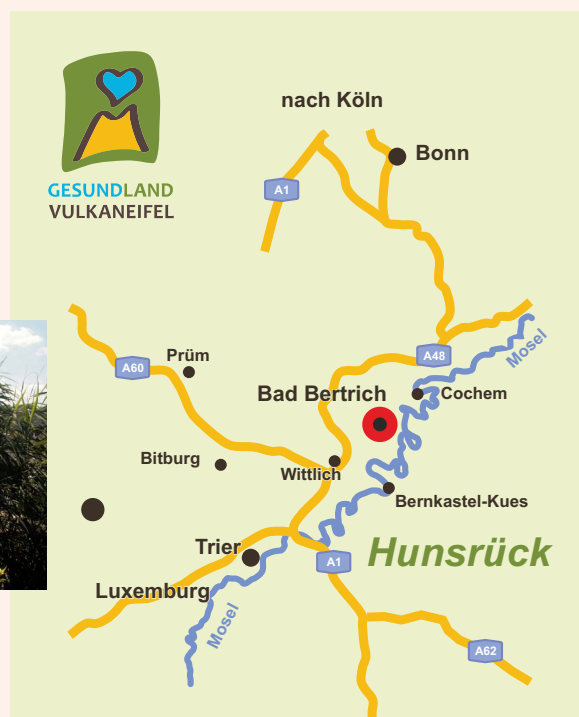 GESUNDLAND
VULKANEIFEL
nach Köln
Bonn
A1
A48
Mosel
Prüm
A60
Bad Bertrich
Cochem
Bitburg
Wittlich
Bernkastel-Kues
Trier
A1
Hunsrück
Luxemburg
Mosel
A62